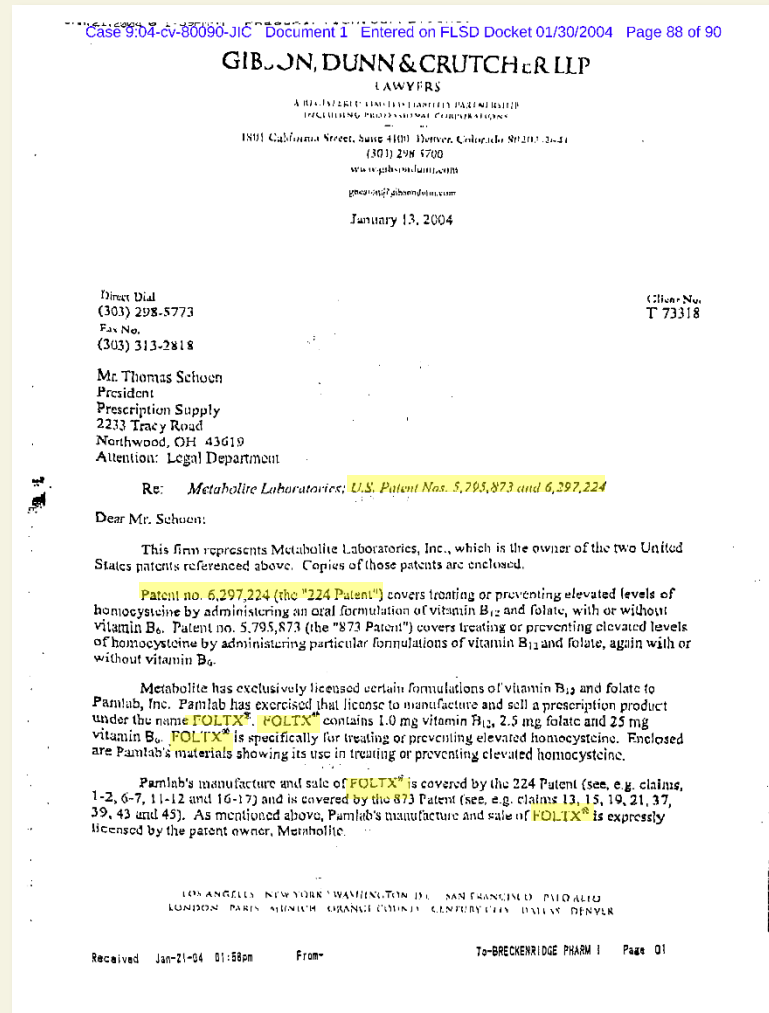 Case 9:04-cv-80090-JIC Document 1 Entered on FLSD Docket 01/30/2004 Page 88 of 90
GIBSON, DUNN & CRUTCHER LLP
LAWYERS
A REGISTERED LIMITED LIABILITY PARTNERSHIP
INCLUDING PROFESSIONAL CORPORATIONS
1801 California Street, Suite 4100 Denver, Colorado 80202-2641
(303) 298-5700
www.gibsondunn.com
January 13, 2004
Direct Dial
(303) 298-5773
Fax No.
(303) 313-2818
Client No.
T 73318
Mr. Thomas Schoen
President
Prescription Supply
2233 Tracy Road
Northwood, OH 43619
Attention: Legal Department
Re: Metabolite Laboratories; U.S. Patent Nos. 5,795,873 and 6,297,224
Dear Mr. Schoen:
This firm represents Metabolite Laboratories, Inc., which is the owner of the two United
States patents referenced above. Copies of those patents are enclosed.
Patent no. 6,297,224 (the "224 Patent") covers treating or preventing elevated levels of
homocysteine by administering an oral formulation of vitamin B12 and folate, with or without
vitamin B6. Patent no. 5,795,873 (the "873 Patent") covers treating or preventing elevated levels
of homocysteine by administering particular formulations of vitamin B12 and folate, again with or
without vitamin B6.
Metabolite has exclusively licensed certain formulations of vitamin B12 and folate to
Pamlab, Inc. Pamlab has exercised that license to manufacture and sell a prescription product
under the name FOLTX®. FOLTX® contains 1.0 mg vitamin B12, 2.5 mg folate and 25 mg
vitamin B6. FOLTX® is specifically for treating or preventing elevated homocysteine. Enclosed
are Pamlab's materials showing its use in treating or preventing elevated homocysteine.
Pamlab's manufacture and sale of FOLTX® is covered by the 224 Patent (see, e.g. claims,
1-2, 6-7, 11-12 and 16-17) and is covered by the 873 Patent (see, e.g. claims 13, 15, 19, 21, 37,
39, 43 and 45). As mentioned above, Pamlab's manufacture and sale of FOLTX® is expressly
licensed by the patent owner, Metabolite.
LOS ANGELES NEW YORK WASHINGTON, D.C. SAN FRANCISCO PALO ALTO
LONDON PARIS MUNICH ORANGE COUNTY CENTURY CITY DALLAS DENVER
Received Jan-21-04 01:58pm From- To-BRECKENRIDGE PHARM I Page 01